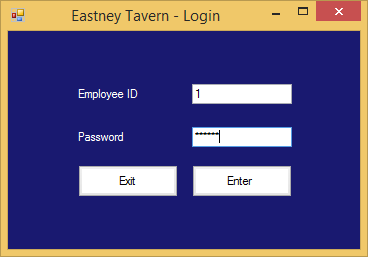 Eastney Tavern - Login
Employee ID 1
Password ******
Exit Enter